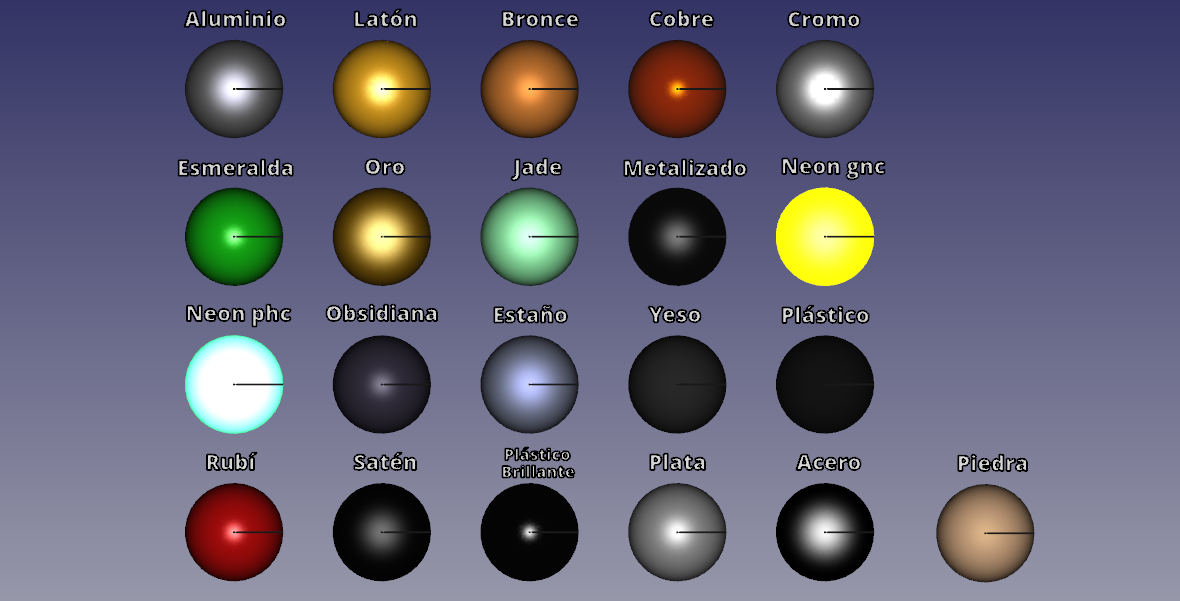 Aluminio
Latón
Bronce
Cobre
Cromo
Esmeralda
Oro
Jade
Metalizado
Neon gnc
Neon phc
Obsidiana
Estaño
Yeso
Plástico
Rubí
Satén
Plástico
Brillante
Plata
Acero
Piedra